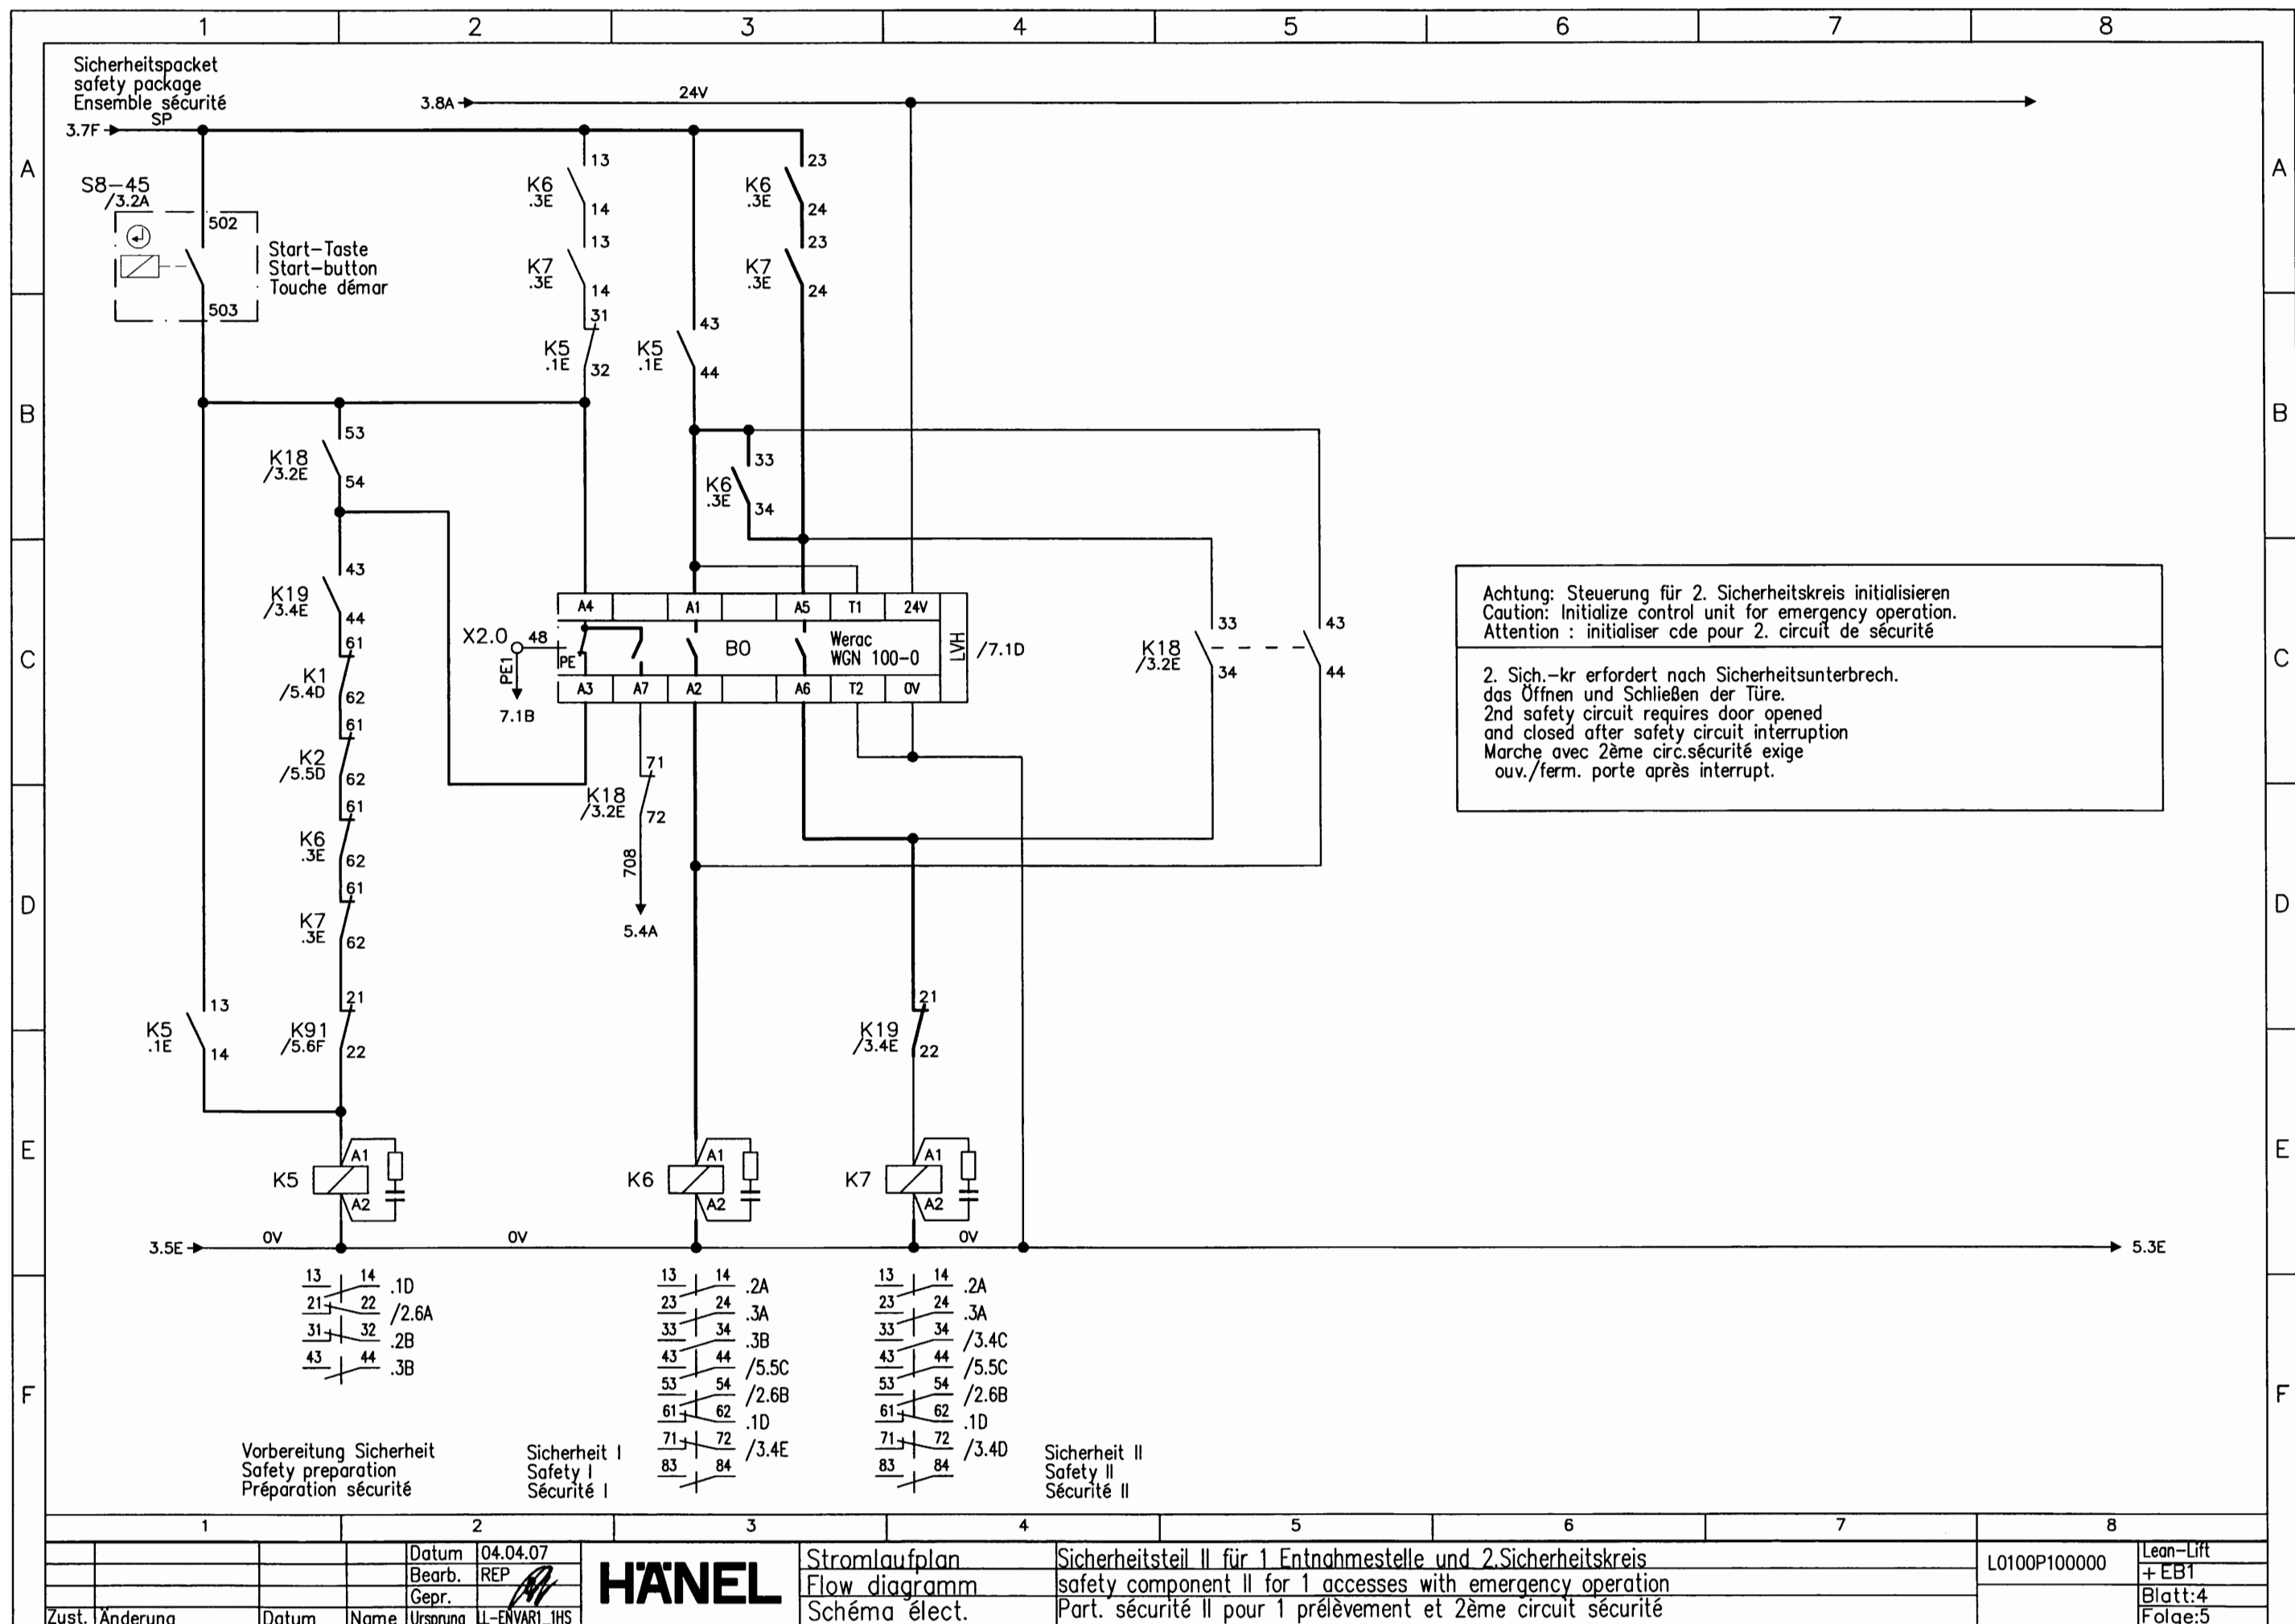 1 2 3 4 5 6 7 8
Sicherheitspacket
safety package
Ensemble sécurité
SP
3.7F
3.8A
24V
A
A
S8-45
/3.2A
502
503
Start-Taste
Start-button
Touche démar
K6
.3E
13
14
K7
.3E
13
14
K5
.1E
31
32
K5
.1E
43
44
K6
.3E
23
24
K7
.3E
23
24
B
B
K18
/3.2E
53
54
K6
.3E
33
34
C
C
K19
/3.4E
43
44
K1
/5.4D
61
62
K2
/5.5D
61
62
K6
.3E
61
62
K7
.3E
61
62
K91
/5.6F
21
22
K5
.1E
13
14
X2.0
48
PE
PE1
7.1B
A4 A1 A5 T1 24V
B0
Werac
WGN 100-0
LVH
/7.1D
A3 A7 A2 A6 T2 0V
K18
/3.2E
71
72
708
5.4A
K18
/3.2E
33
34
43
44
K19
/3.4E
21
22
Achtung: Steuerung für 2. Sicherheitskreis initialisieren
Caution: Initialize control unit for emergency operation.
Attention : initialiser cde pour 2. circuit de sécurité
2. Sich.-kr erfordert nach Sicherheitsunterbrech.
das Öffnen und Schließen der Türe.
2nd safety circuit requires door opened
and closed after safety circuit interruption
Marche avec 2ème circ.sécurité exige
ouv./ferm. porte après interrupt.
D
D
E
E
K5
A1
A2
K6
A1
A2
K7
A1
A2
3.5E
0V
0V
0V
5.3E
F
F
13 14 .1D
21 22 /2.6A
31 32 .2B
43 44 .3B
13 14 .2A
23 24 .3A
33 34 .3B
43 44 /5.5C
53 54 /2.6B
61 62 .1D
71 72 /3.4E
83 84
13 14 .2A
23 24 .3A
33 34 /3.4C
43 44 /5.5C
53 54 /2.6B
61 62 .1D
71 72 /3.4D
83 84
Vorbereitung Sicherheit
Safety preparation
Préparation sécurité
Sicherheit I
Safety I
Sécurité I
Sicherheit II
Safety II
Sécurité II
1 2 3 4 5 6 7 8
Datum 04.04.07
Bearb. REP
Gepr.
Zust. Änderung Datum Name Ursprung LL-ENVAR1_1HS
HÄNEL
Stromlaufplan
Flow diagramm
Schéma élect.
Sicherheitsteil II für 1 Entnahmestelle und 2.Sicherheitskreis
safety component II for 1 accesses with emergency operation
Part. sécurité II pour 1 prélèvement et 2ème circuit sécurité
L0100P100000
Lean-Lift
+EB1
Blatt:4
Folge:5